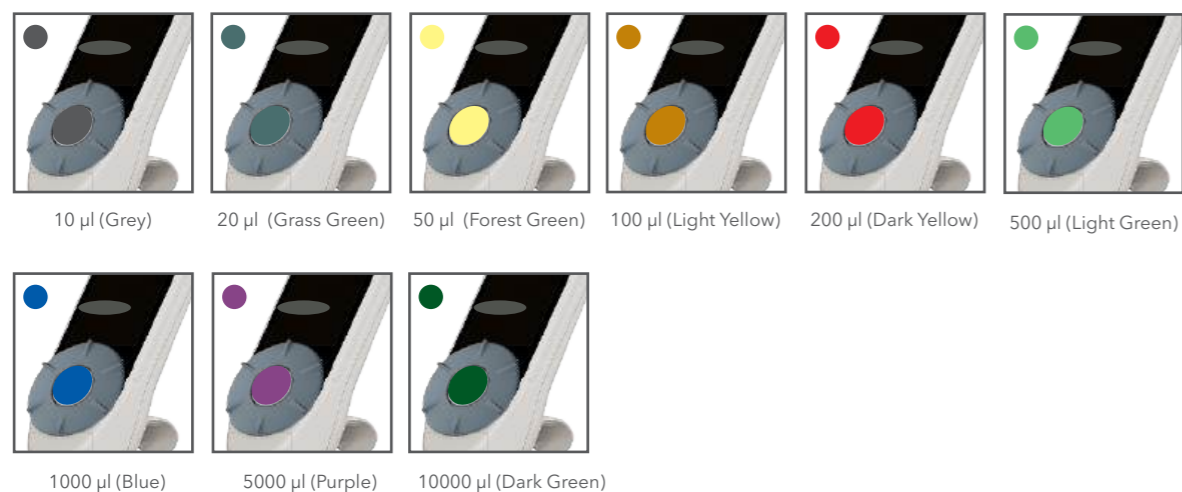 10 µl (Grey)
20 µl (Grass Green)
50 µl (Forest Green)
100 µl (Light Yellow)
200 µl (Dark Yellow)
500 µl (Light Green)
1000 µl (Blue)
5000 µl (Purple)
10000 µl (Dark Green)